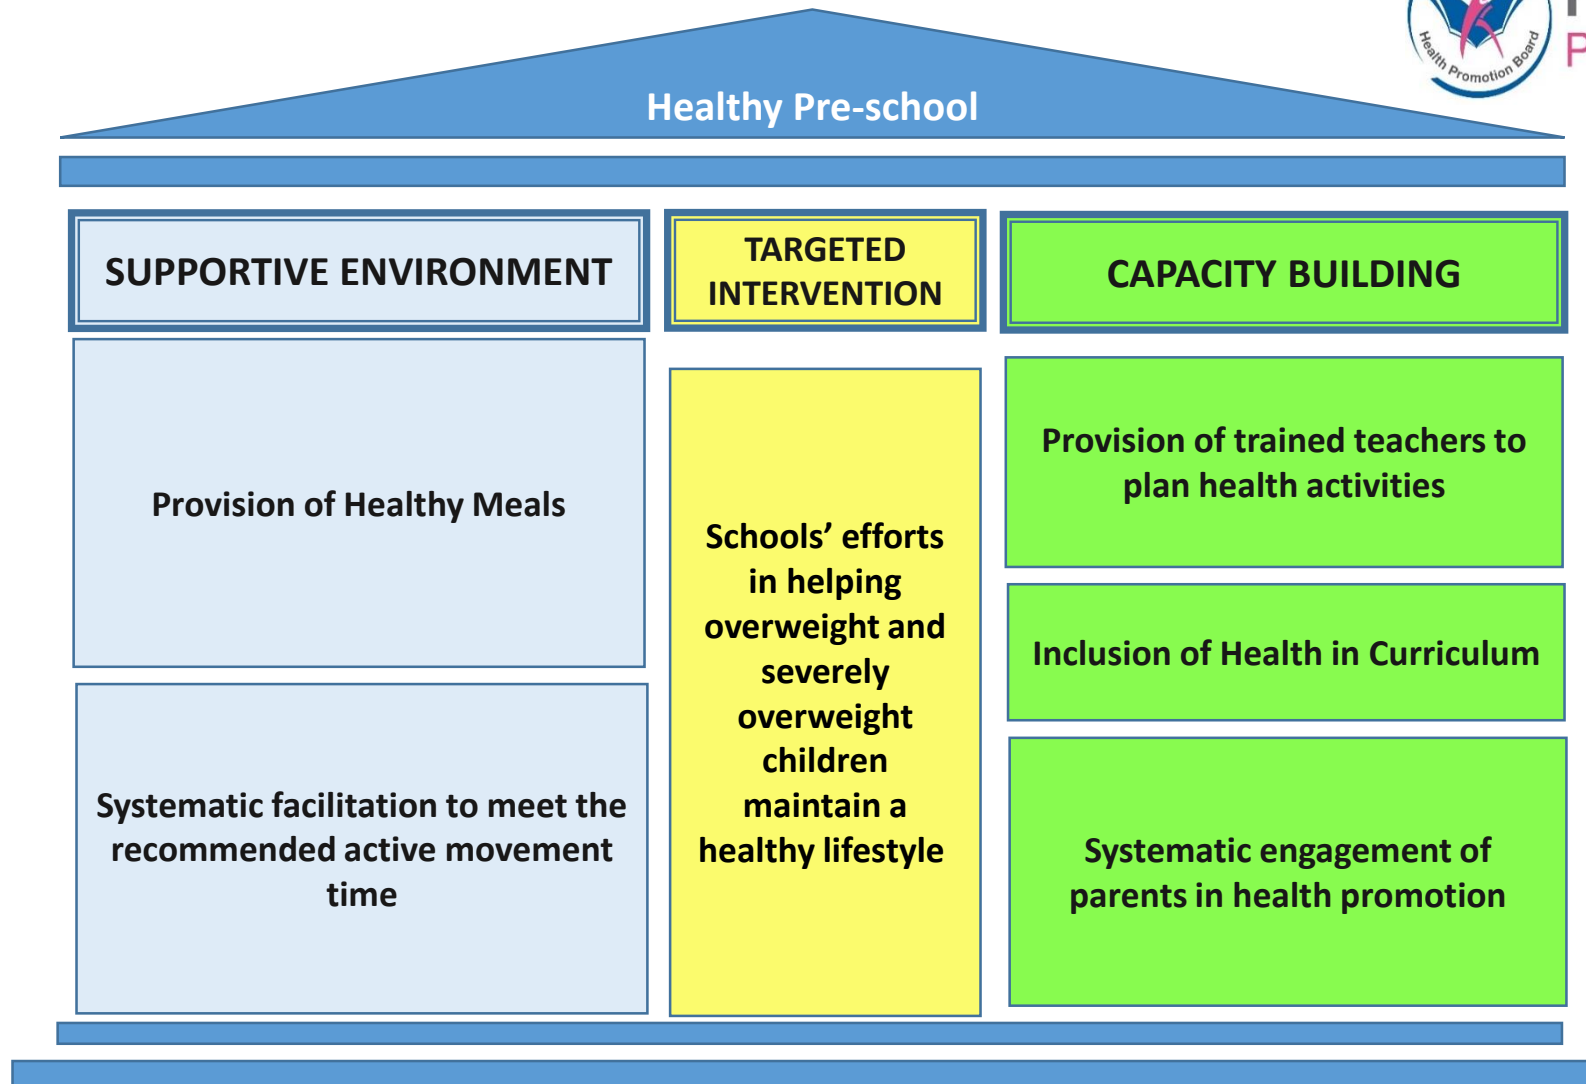 Health Promotion Board
Healthy Pre-school
SUPPORTIVE ENVIRONMENT
TARGETED
INTERVENTION
CAPACITY BUILDING
Provision of Healthy Meals
Systematic facilitation to meet the
recommended active movement
time
Schools’ efforts
in helping
overweight and
severely
overweight
children
maintain a
healthy lifestyle
Provision of trained teachers to
plan health activities
Inclusion of Health in Curriculum
Systematic engagement of
parents in health promotion